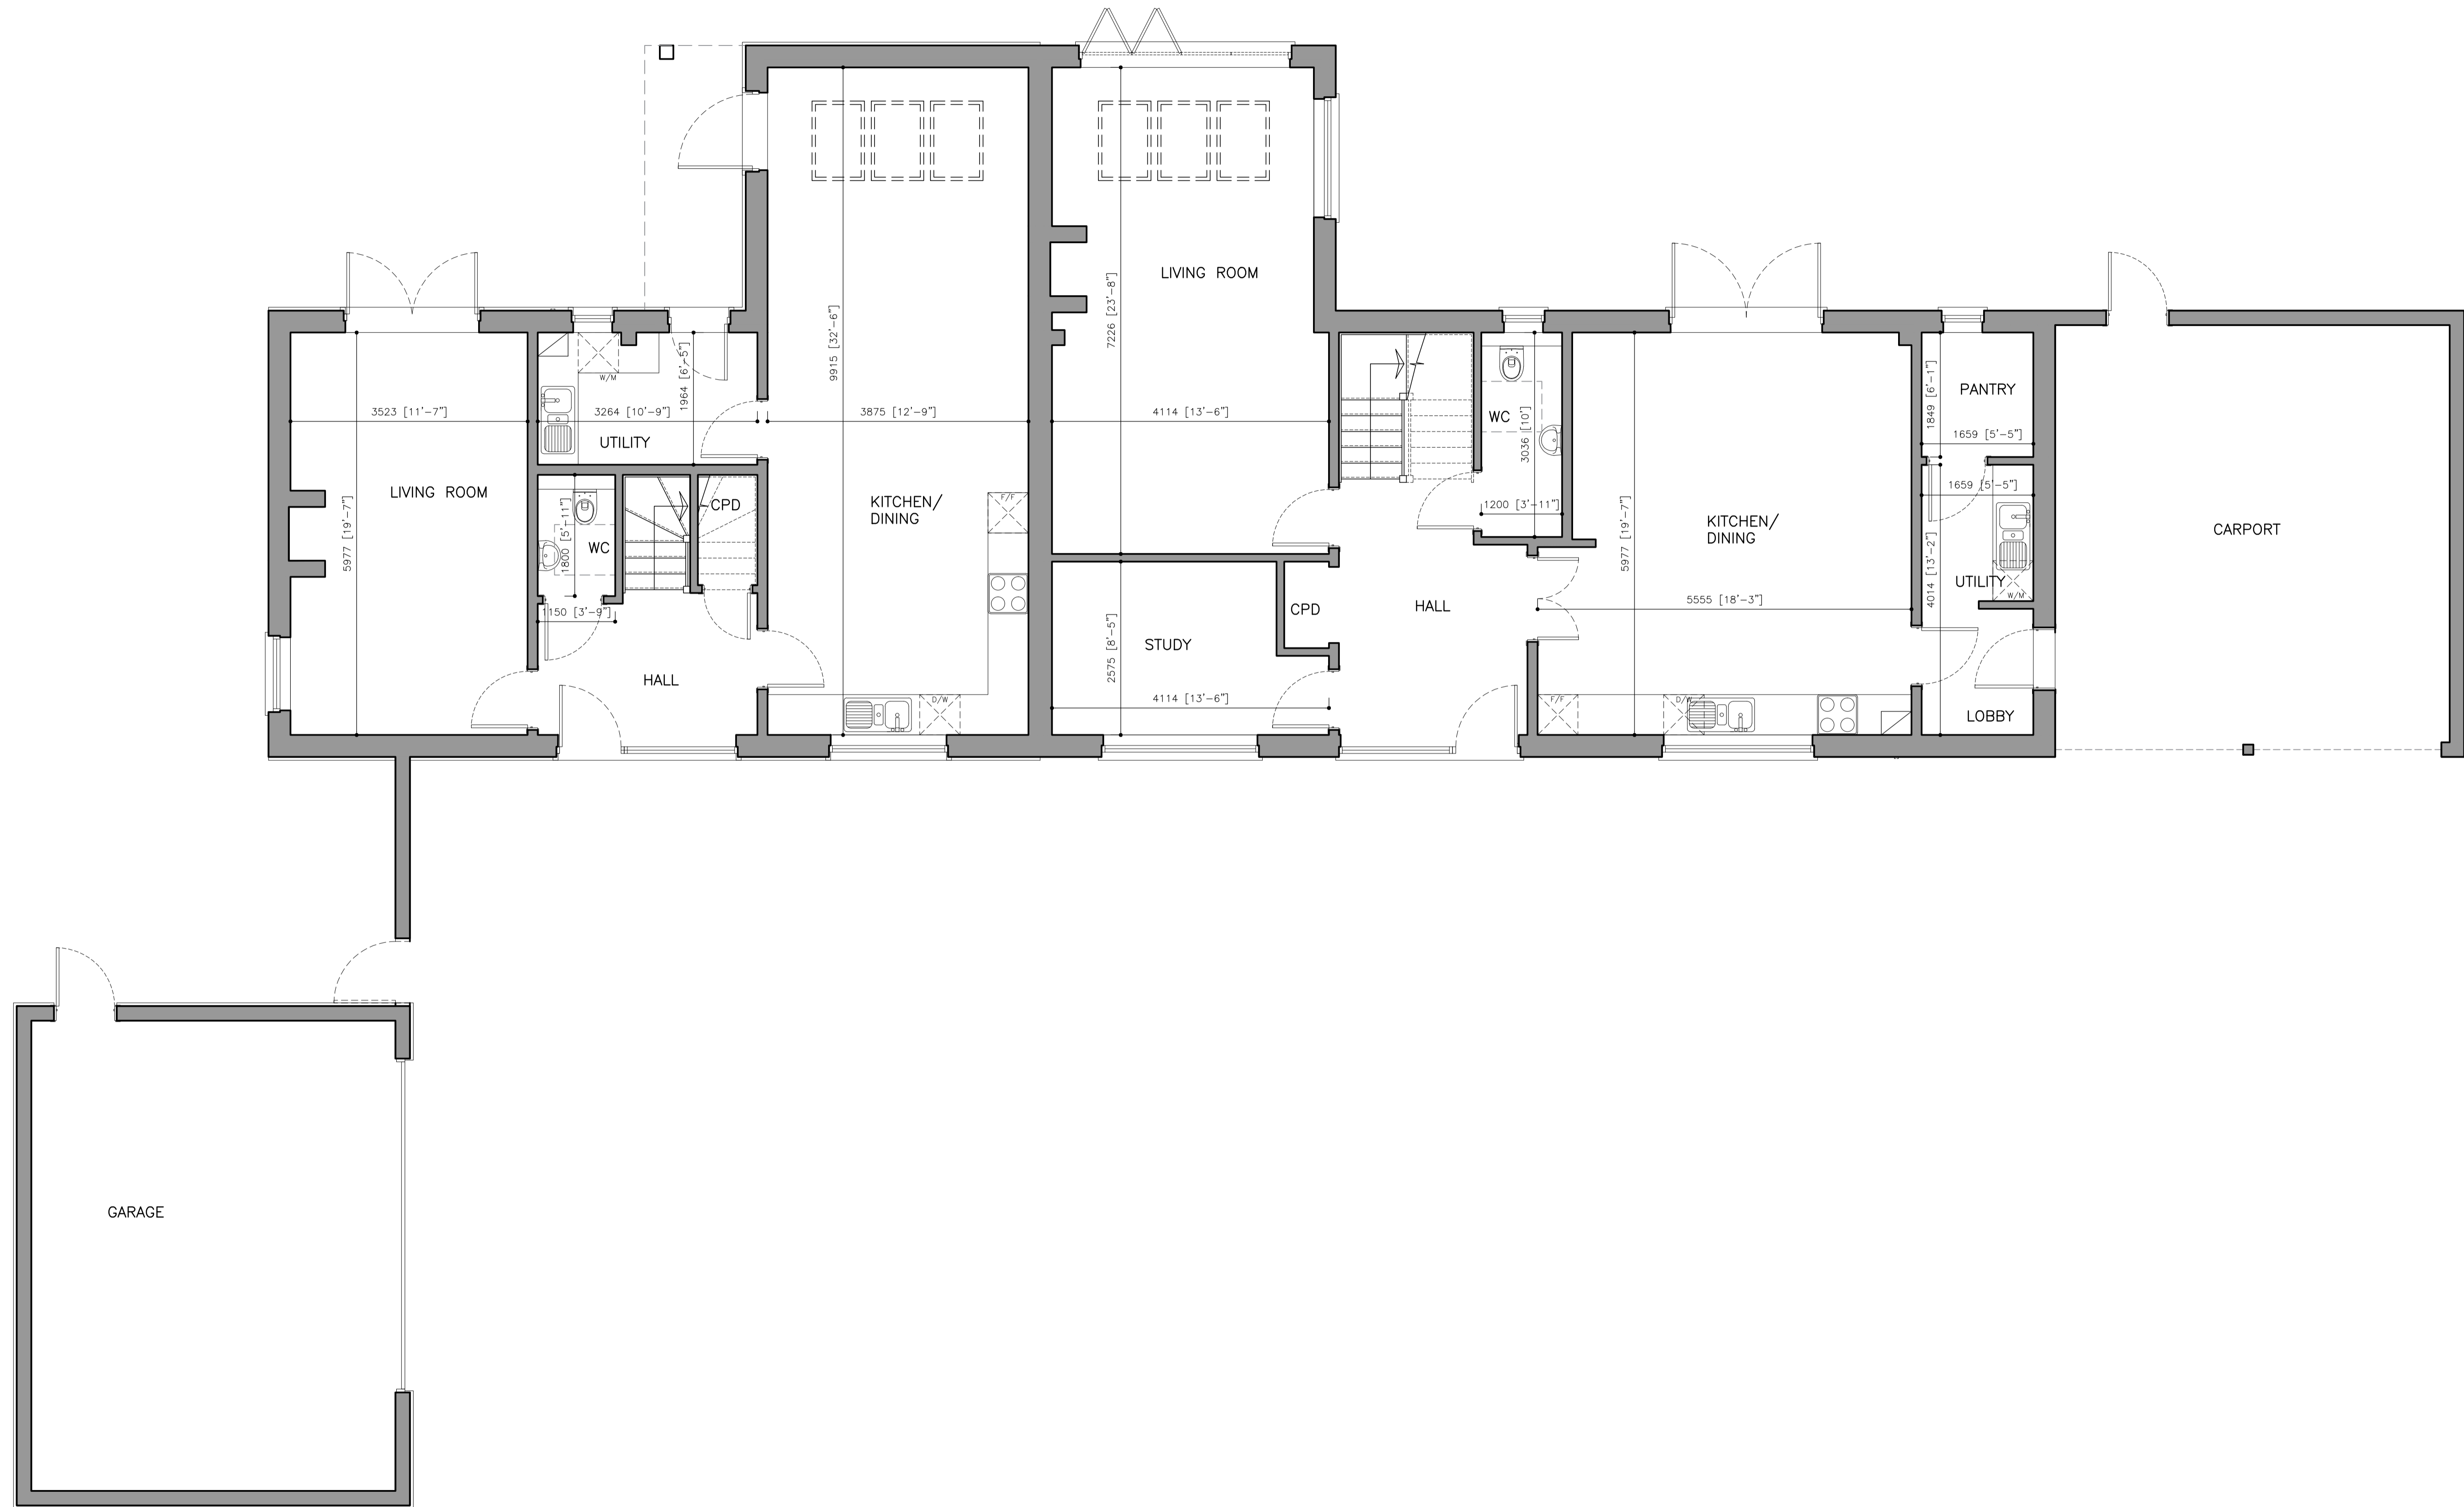 LIVING ROOM
3523 [11'-7"]
5977 [19'-7"]
W/M
3264 [10'-9"]
1964 [6'-5"]
UTILITY
WC
1800 [5'-11"]
1150 [3'-9"]
CPD
HALL
9915 [32'-6"]
3875 [12'-9"]
KITCHEN/
DINING
F/F
D/W
LIVING ROOM
7226 [23'-8"]
4114 [13'-6"]
STUDY
2575 [8'-5"]
4114 [13'-6"]
CPD
HALL
WC
3036 [10']
1200 [3'-11"]
KITCHEN/
DINING
5977 [19'-7"]
5555 [18'-3"]
F/F
D/W
PANTRY
1849 [6'-1"]
1659 [5'-5"]
1659 [5'-5"]
4014 [13'-2"]
UTILITY
W/M
LOBBY
CARPORT
GARAGE